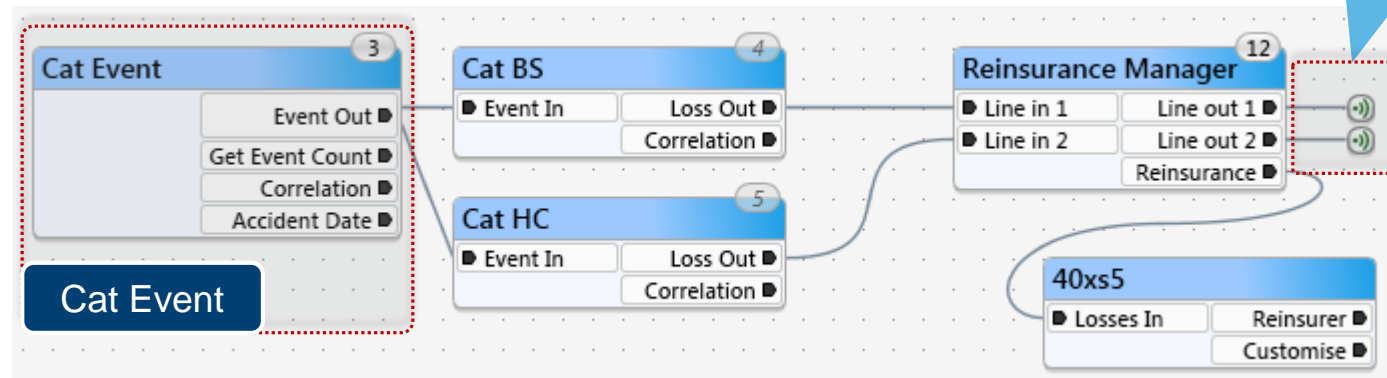 3
Cat Event
Event Out
Get Event Count
Correlation
Accident Date
Cat Event
4
Cat BS
Event In
Loss Out
Correlation
5
Cat HC
Event In
Loss Out
Correlation
12
Reinsurance Manager
Line in 1
Line out 1
Line in 2
Line out 2
Reinsurance
40xs5
Losses In
Reinsurer
Customise